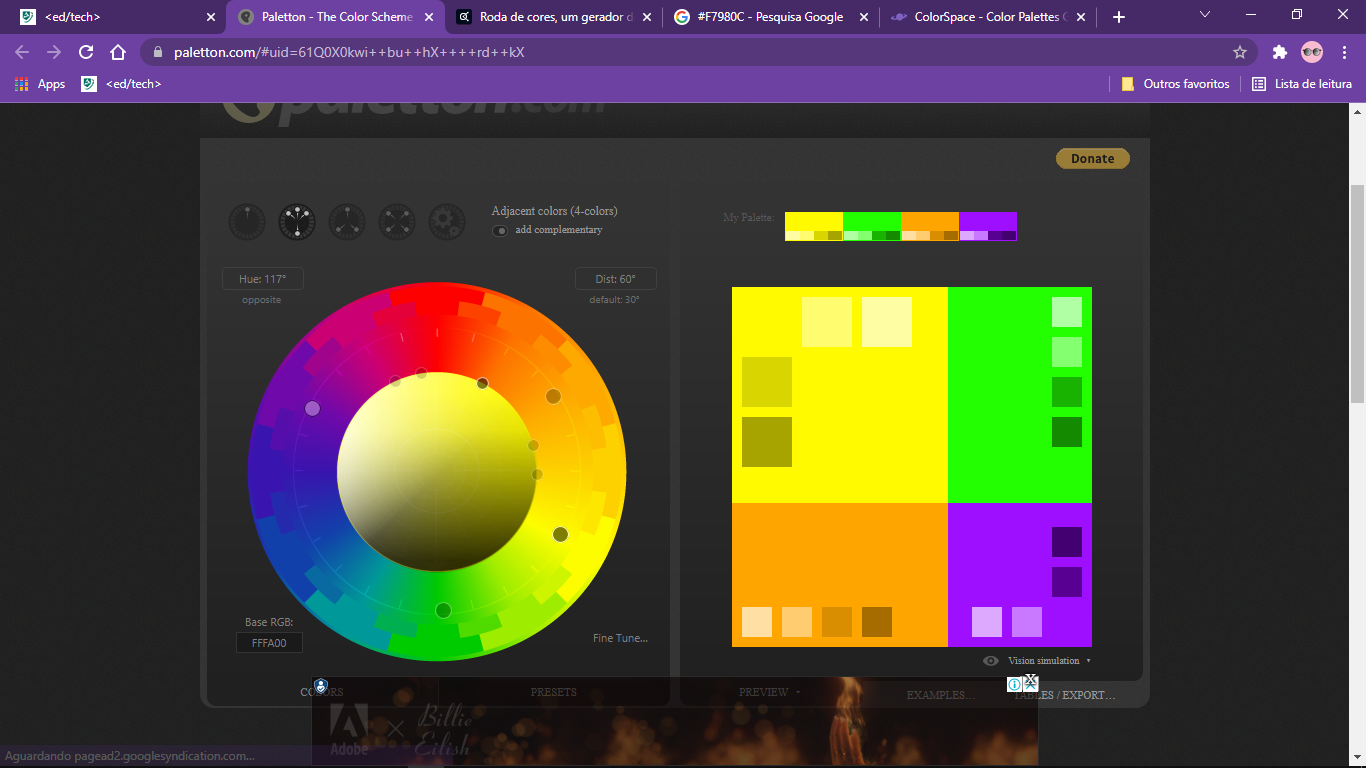 <ed/tech>
Paletton - The Color Scheme
Roda de cores, um gerador d
#F7980C - Pesquisa Google
ColorSpace - Color Palettes G
paletton.com/#uid=61Q0X0kwi++bu++hX++++rd++kX
Apps
<ed/tech>
Outros favoritos
Lista de leitura
paletton.com
Donate
Adjacent colors (4-colors)
add complementary
My Palette:
Hue: 117°
opposite
Dist: 60°
default: 30°
Base RGB:
FFFA00
Fine Tune...
Vision simulation
COLORS
PRESETS
PREVIEW
EXAMPLES...
TABLES / EXPORT...
Adobe
×
Billie
Eilish
Aguardando pagead2.googlesyndication.com...